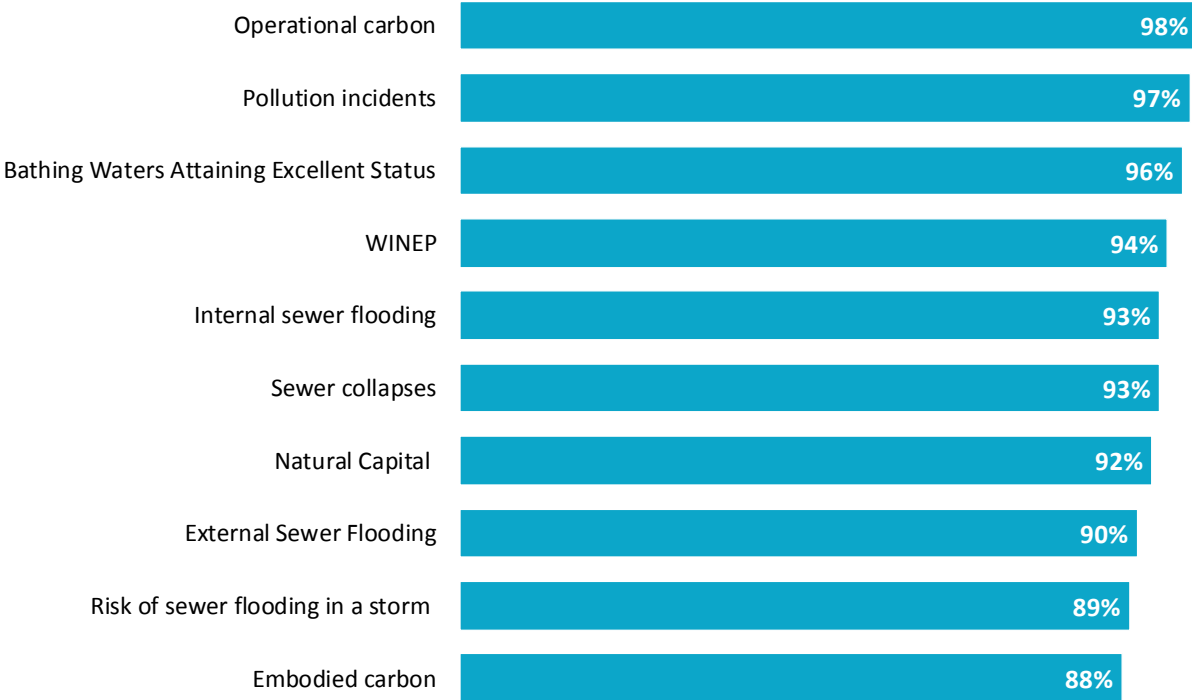 Operational carbon 98%
Pollution incidents 97%
Bathing Waters Attaining Excellent Status 96%
WINEP 94%
Internal sewer flooding 93%
Sewer collapses 93%
Natural Capital 92%
External Sewer Flooding 90%
Risk of sewer flooding in a storm 89%
Embodied carbon 88%